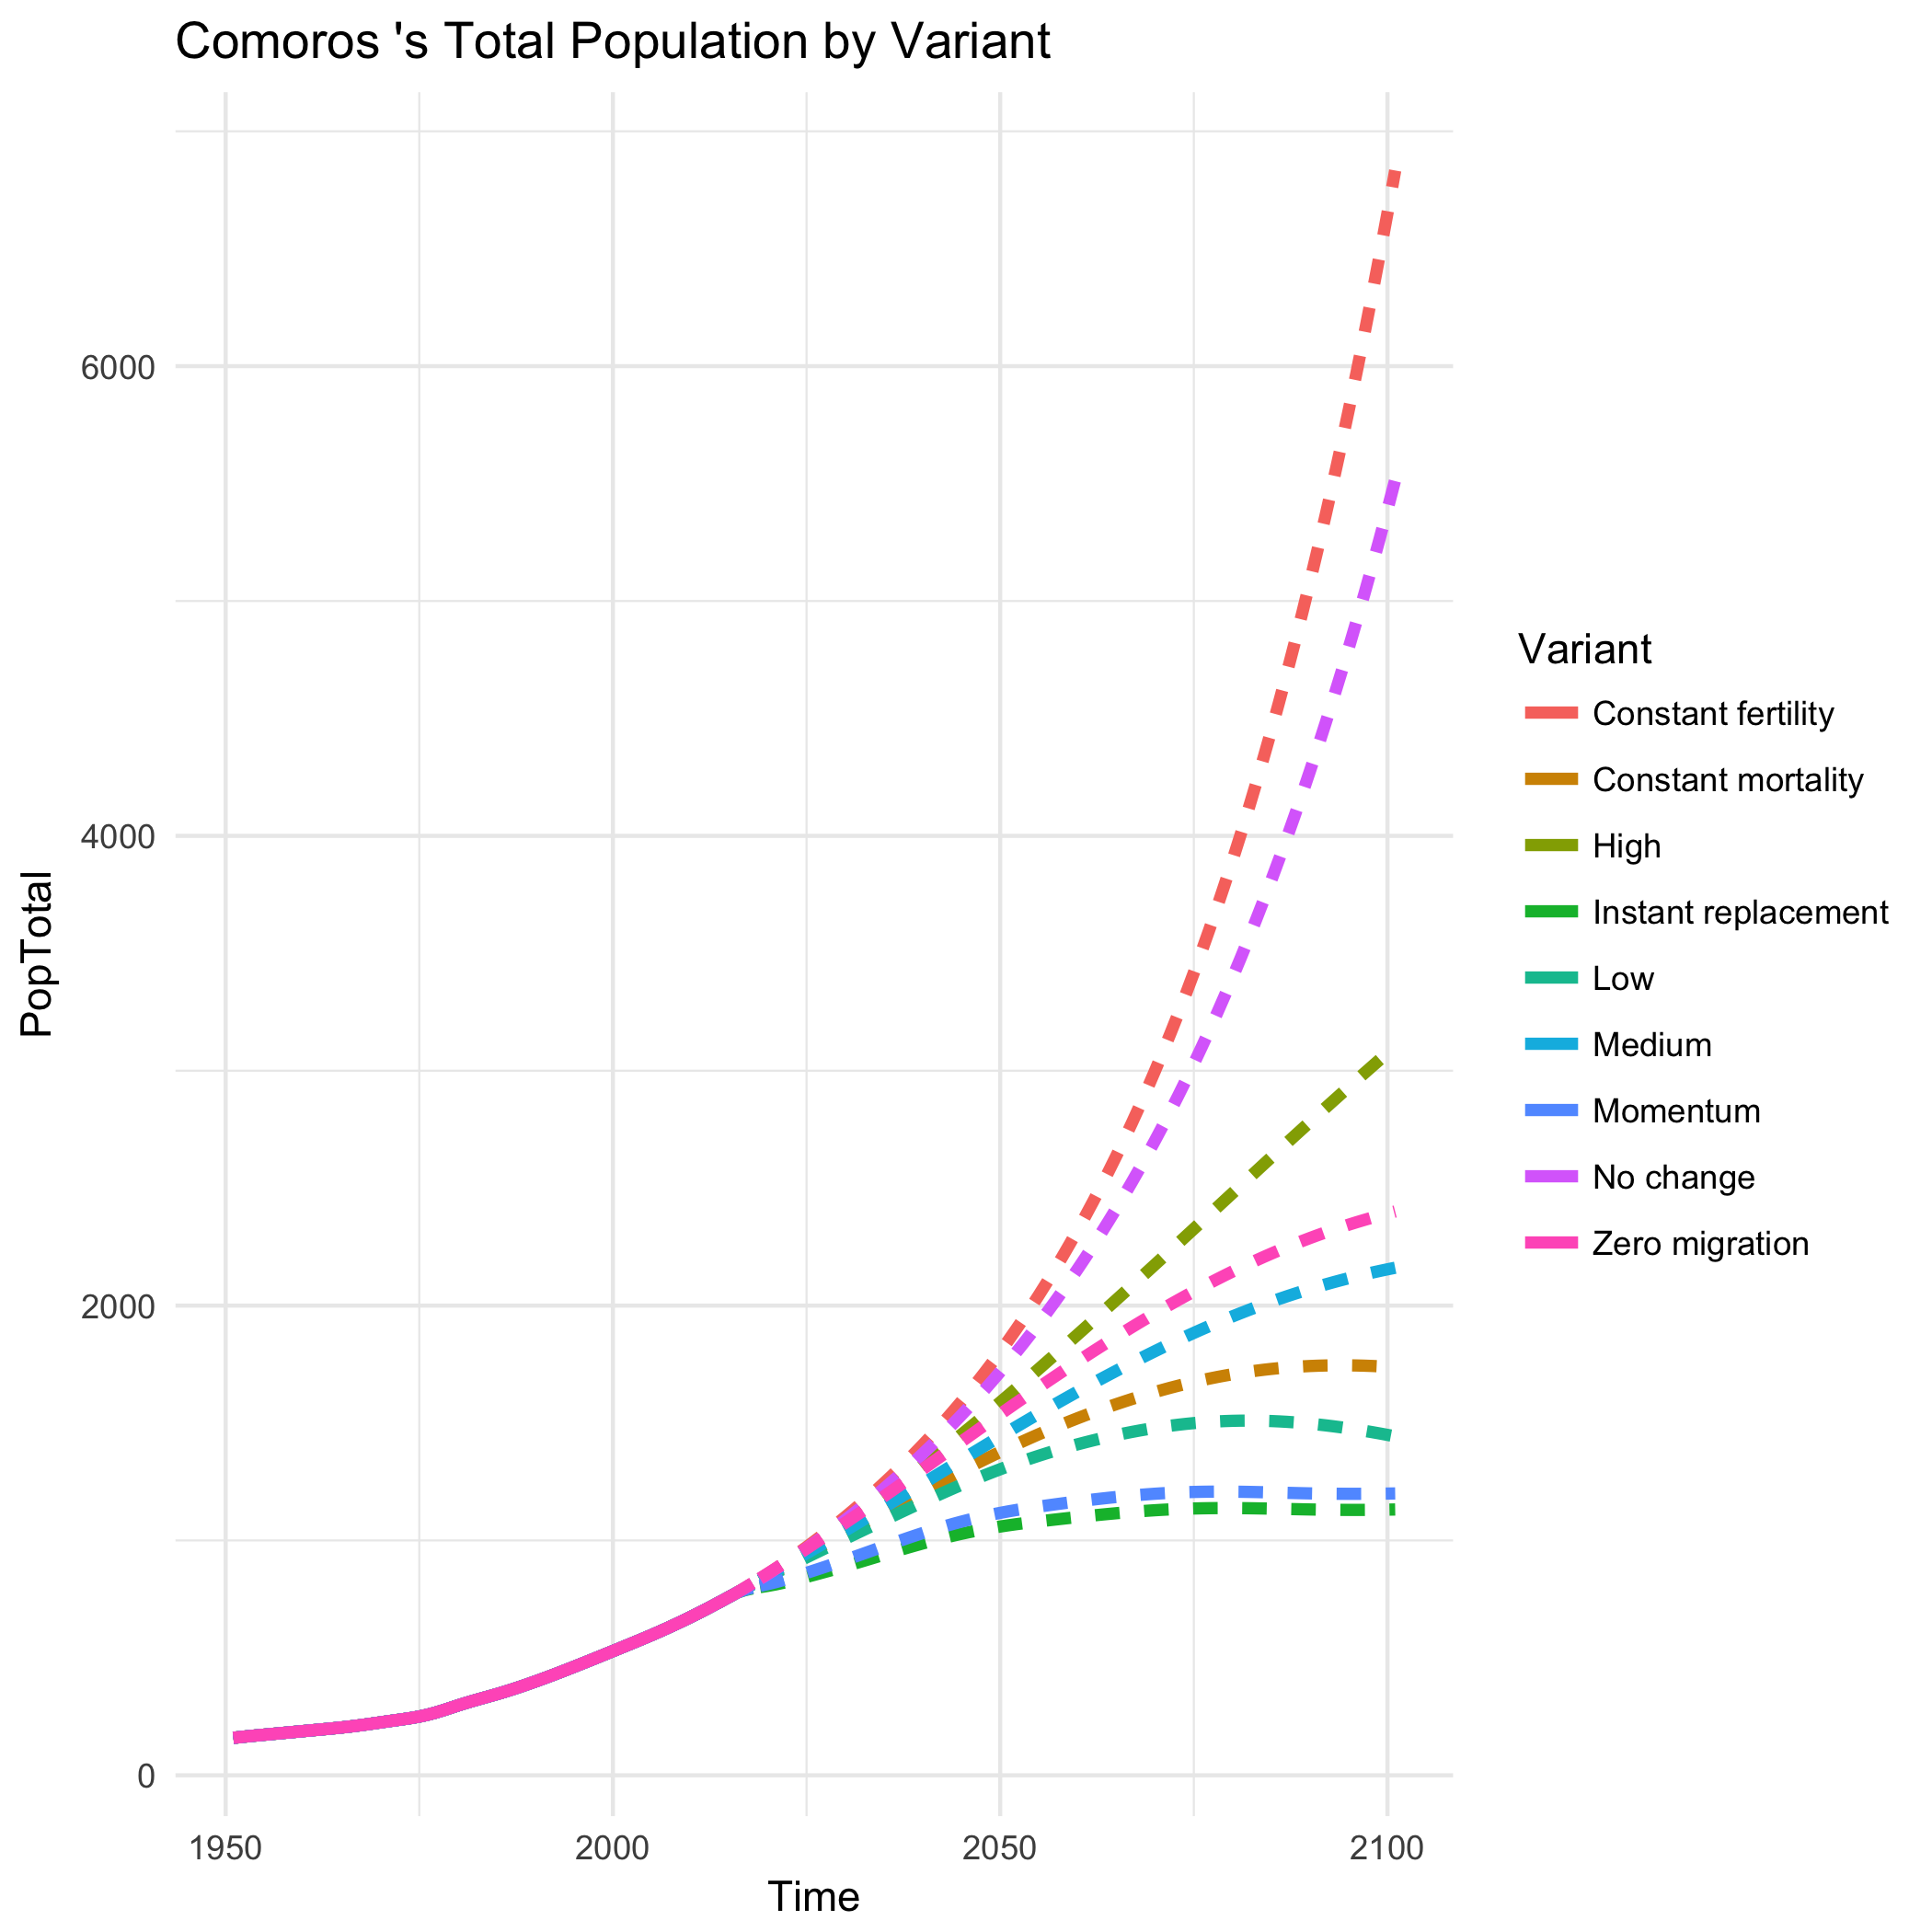 Comoros 's Total Population by Variant
PopTotal
6000
4000
2000
0
1950
2000
2050
2100
Time
Variant
Constant fertility
Constant mortality
High
Instant replacement
Low
Medium
Momentum
No change
Zero migration